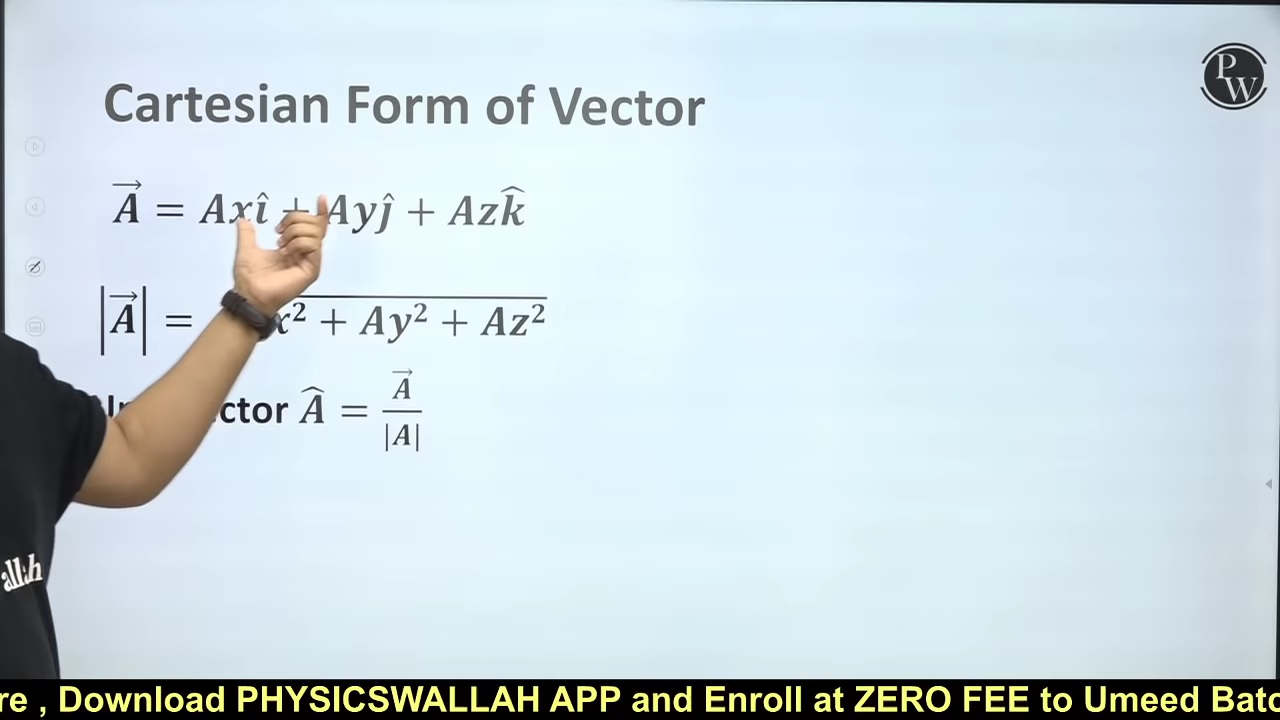 PW
Cartesian Form of Vector
A⃗ = Axî + Ayĵ + Azk̂
|A⃗| = x² + Ay² + Az²
ctor Â = A⃗ / |A|
all h
re , Download PHYSICSWALLAH APP and Enroll at ZERO FEE to Umeed Batc